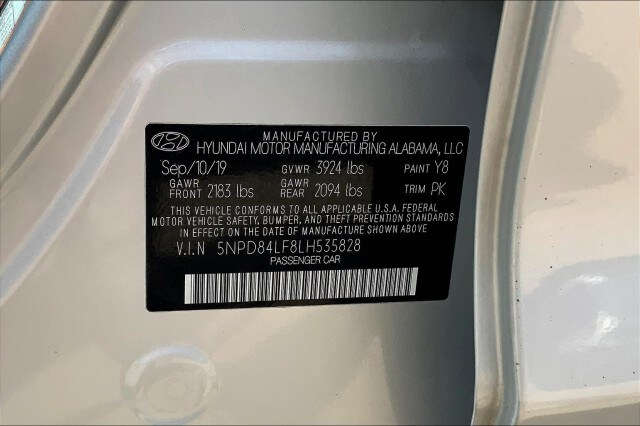 MANUFACTURED BY
HYUNDAI MOTOR MANUFACTURING ALABAMA, LLC
Sep/10/19 GVWR 3924 lbs PAINT Y8
GAWR FRONT 2183 lbs GAWR REAR 2094 lbs TRIM PK
THIS VEHICLE CONFORMS TO ALL APPLICABLE U.S.A. FEDERAL
MOTOR VEHICLE SAFETY, BUMPER, AND THEFT PREVENTION STANDARDS
IN EFFECT ON THE DATE OF MANUFACTURE SHOWN ABOVE
V.I.N 5NPD84LF8LH535828
PASSENGER CAR